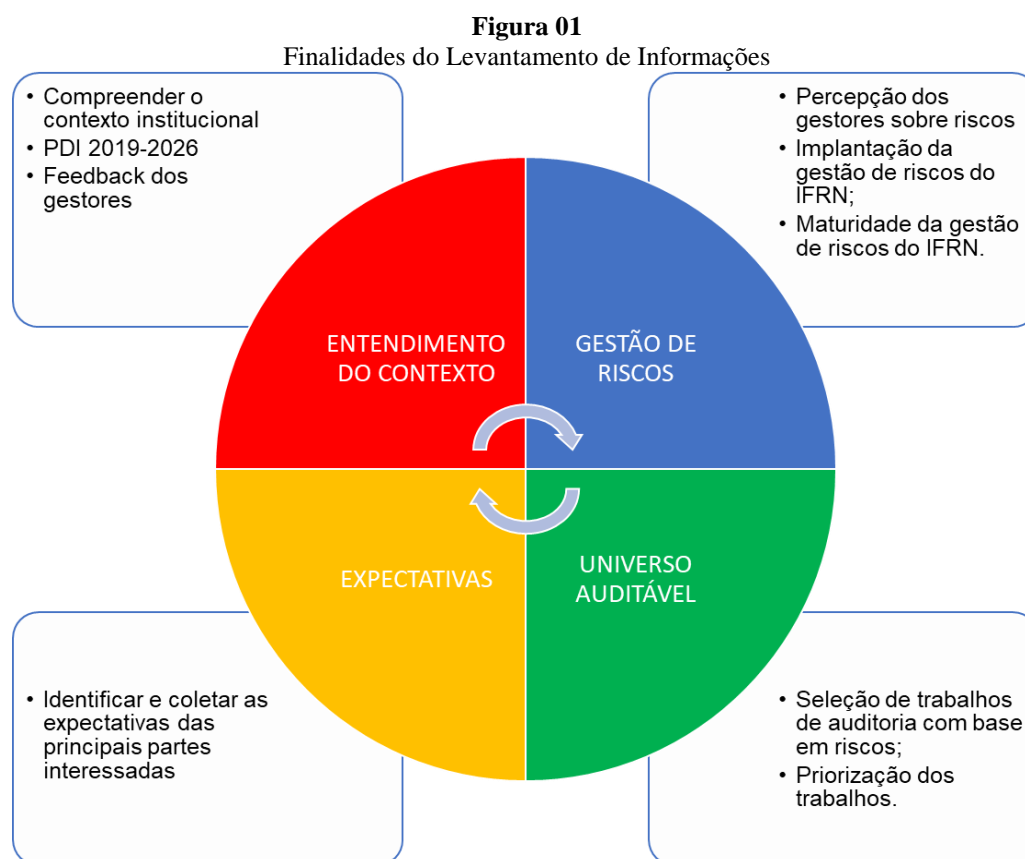 Figura 01
Finalidades do Levantamento de Informações
• Compreender o
contexto institucional
• PDI 2019-2026
• Feedback dos
gestores
• Percepção dos
gestores sobre riscos
• Implantação da
gestão de riscos do
IFRN;
• Maturidade da gestão
de riscos do IFRN.
ENTENDIMENTO
DO CONTEXTO
GESTÃO DE
RISCOS
EXPECTATIVAS
UNIVERSO
AUDITÁVEL
• Identificar e coletar as
expectativas das
principais partes
interessadas
• Seleção de trabalhos
de auditoria com base
em riscos;
• Priorização dos
trabalhos.